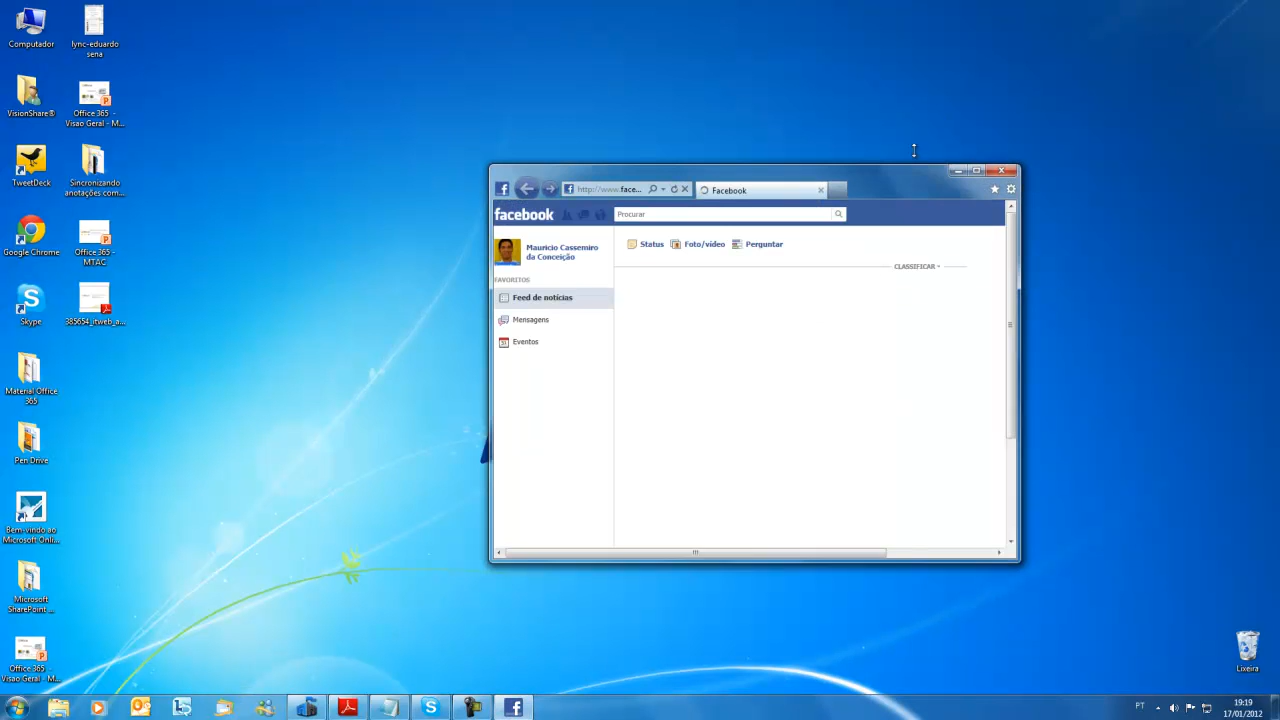 Computador
lync-eduardo
sena
VisionShare®
Office 365 -
Visao Geral - M...
TweetDeck
Sincronizando
anotações com...
Google Chrome
Office 365 -
MTAC
Skype
385654_itweb_a...
Material Office
365
Pen Drive
Bem-vindo ao
Microsoft Onli...
Microsoft
SharePoint ...
Office 365 -
Visao Geral - M...
http://www.face...
Facebook
facebook
Procurar
Mauricio Cassemiro
da Conceição
Status
Foto/vídeo
Perguntar
CLASSIFICAR
FAVORITOS
Feed de notícias
Mensagens
31
Eventos
Lixeira
PT
19:19
17/01/2012